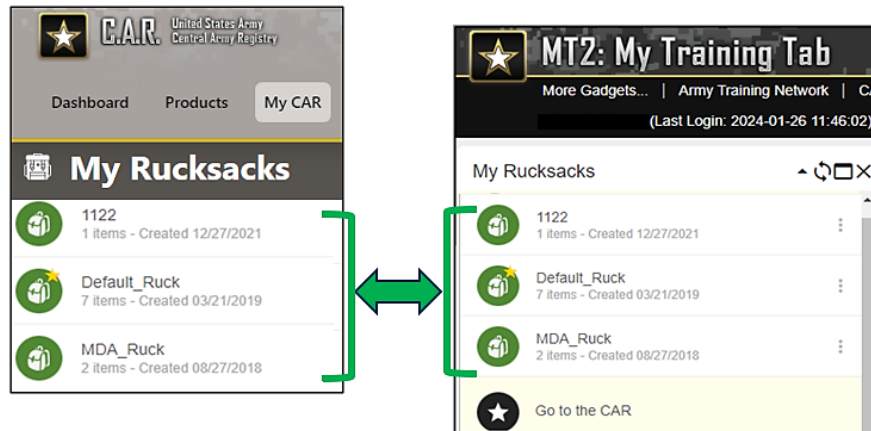 C.A.R. United States Army
Central Army Registry
Dashboard Products My CAR
My Rucksacks
1122
1 items - Created 12/27/2021
Default_Ruck
7 items - Created 03/21/2019
MDA_Ruck
2 items - Created 08/27/2018
MT2: My Training Tab
More Gadgets... | Army Training Network |
(Last Login: 2024-01-26 11:46:02)
My Rucksacks
1122
1 items - Created 12/27/2021
Default_Ruck
7 items - Created 03/21/2019
MDA_Ruck
2 items - Created 08/27/2018
Go to the CAR